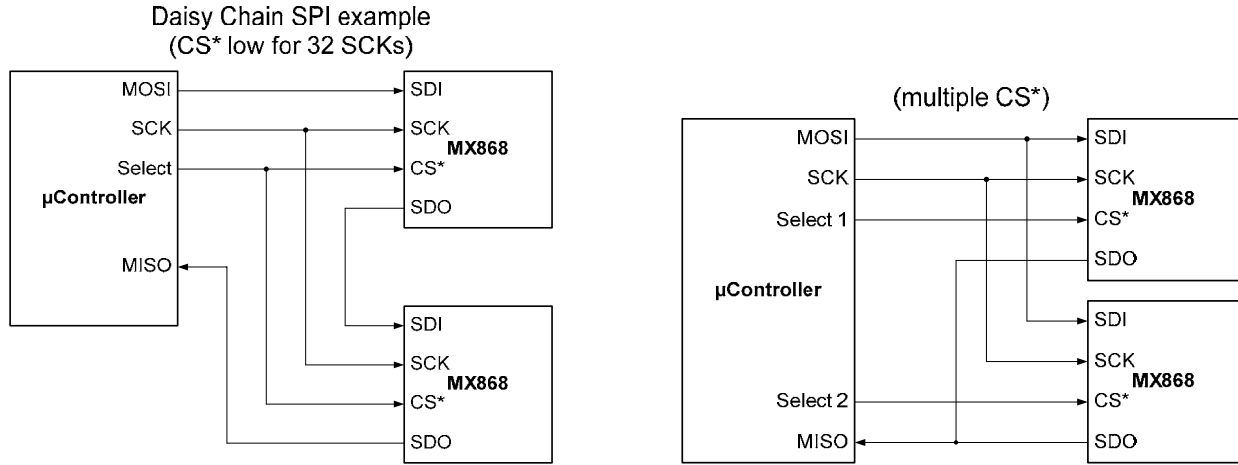 Daisy Chain SPI example
(CS* low for 32 SCKs)
MOSI
SCK
Select
µController
MISO
SDI
SCK
MX868
CS*
SDO
SDI
SCK
MX868
CS*
SDO
(multiple CS*)
MOSI
SCK
Select 1
µController
Select 2
MISO
SDI
SCK
MX868
CS*
SDO
SDI
SCK
MX868
CS*
SDO